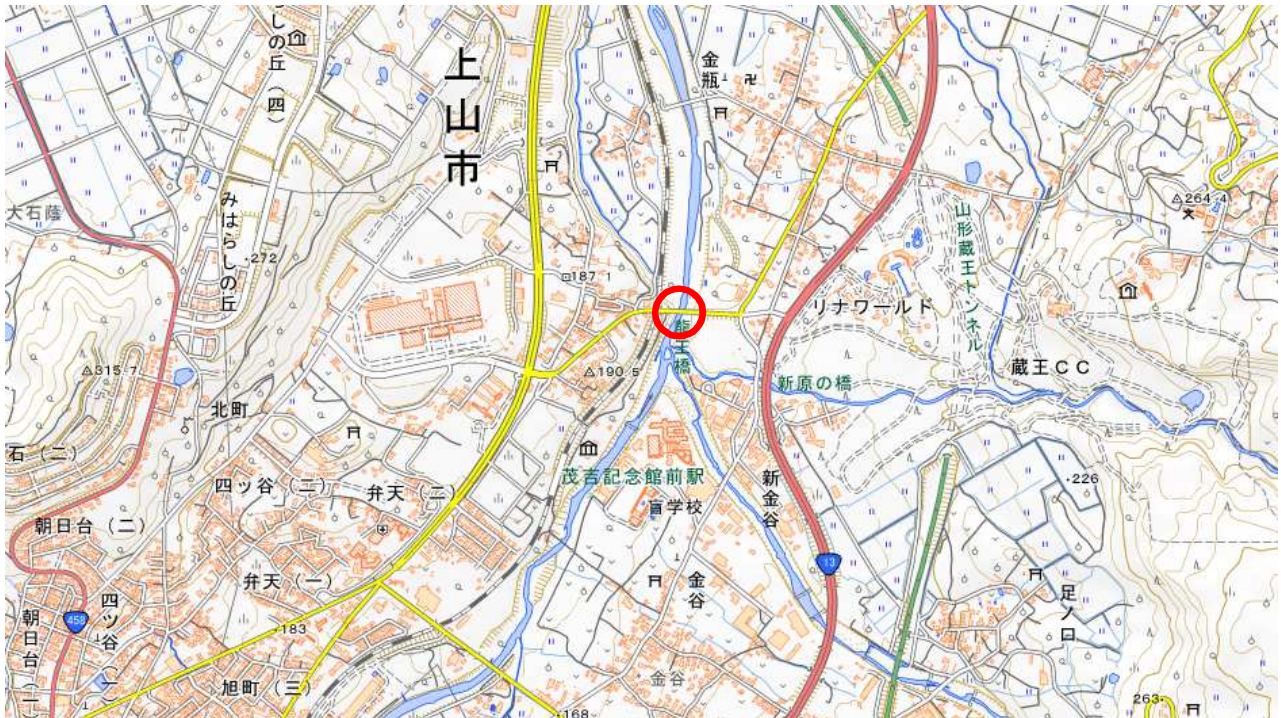 しの丘（四）
上山市
金瓶
大石蔭
みはらしの丘
・272
187.1
264.4
山形蔵王トンネル
リナワールド
蔵王CC
王橋
新原の橋
315.7
190.5
北町
石（二）
四ツ谷（二）
弁天（二）
茂吉記念館前駅
盲学校
新金谷
・226
朝日台（二）
弁天（一）
13
金谷
足ノ口
458
四ツ谷（一）
朝日台（二
・183
旭町（三）
金谷
・168
263・